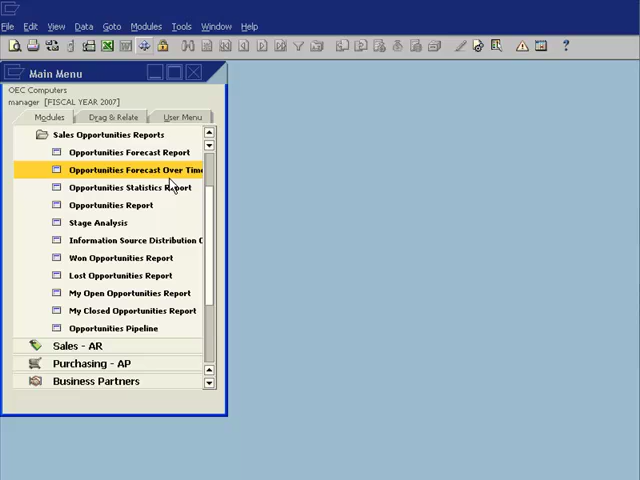 File Edit View Data Goto Modules Tools Window Help
Main Menu
OEC Computers
manager [FISCAL YEAR 2007]
Modules Drag & Relate User Menu
Sales Opportunities Reports
Opportunities Forecast Report
Opportunities Forecast Over Time
Opportunities Statistics Report
Opportunities Report
Stage Analysis
Information Source Distribution
Won Opportunities Report
Lost Opportunities Report
My Open Opportunities Report
My Closed Opportunities Report
Opportunities Pipeline
Sales - AR
Purchasing - AP
Business Partners